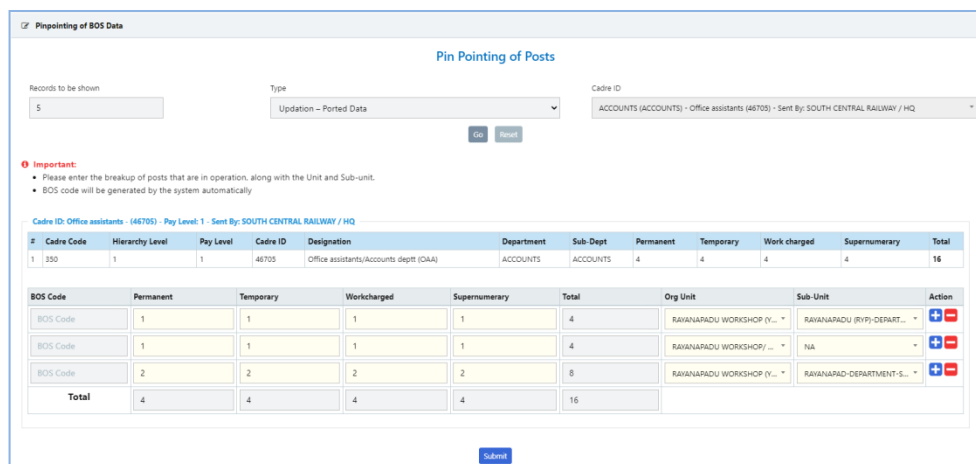 Pinpointing of BOS Data
Pin Pointing of Posts
Records to be shown Type Cadre ID
5 Updation – Ported Data ACCOUNTS (ACCOUNTS) - Office assistants (46705) - Sent By: SOUTH CENTRAL RAILWAY / HQ
Go Reset
Important:
• Please enter the breakup of posts that are in operation, along with the Unit and Sub-unit.
• BOS code will be generated by the system automatically
Cadre ID: Office assistants - (46705) - Pay Level: 1 - Sent By: SOUTH CENTRAL RAILWAY / HQ
# Cadre Code Hierarchy Level Pay Level Cadre ID Designation Department Sub-Dept Permanent Temporary Work charged Supernumerary Total
1 350 1 1 46705 Office assistants/Accounts deptt (OAA) ACCOUNTS ACCOUNTS 4 4 4 4 16
BOS Code Permanent Temporary Workcharged Supernumerary Total Org Unit Sub-Unit Action
BOS Code 1 1 1 1 4 RAYANAPADU WORKSHOP (Y... RAYANAPADU (RYP)-DEPART...
BOS Code 1 1 1 1 4 RAYANAPADU WORKSHOP/ ... NA
BOS Code 2 2 2 2 8 RAYANAPADU WORKSHOP (Y... RAYANAPAD-DEPARTMENT-S...
Total 4 4 4 4 16
Submit